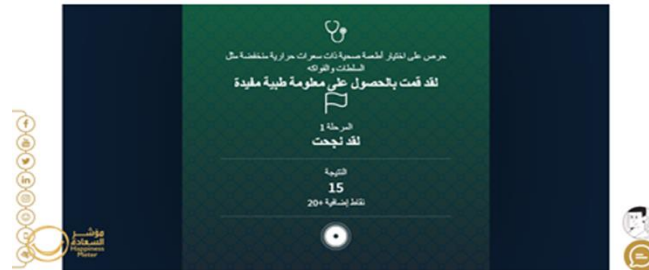 حرص على اختيار أطعمة صحية ذات سعرات حرارية منخفضة مثل
السلطات والفواكه
لقد قمت بالحصول على معلومة طبية مفيدة
المرحلة 1
لقد نجحت
النتيجة
15
نقاط إضافية +20
مؤشر
السعادة
Happiness
Meter